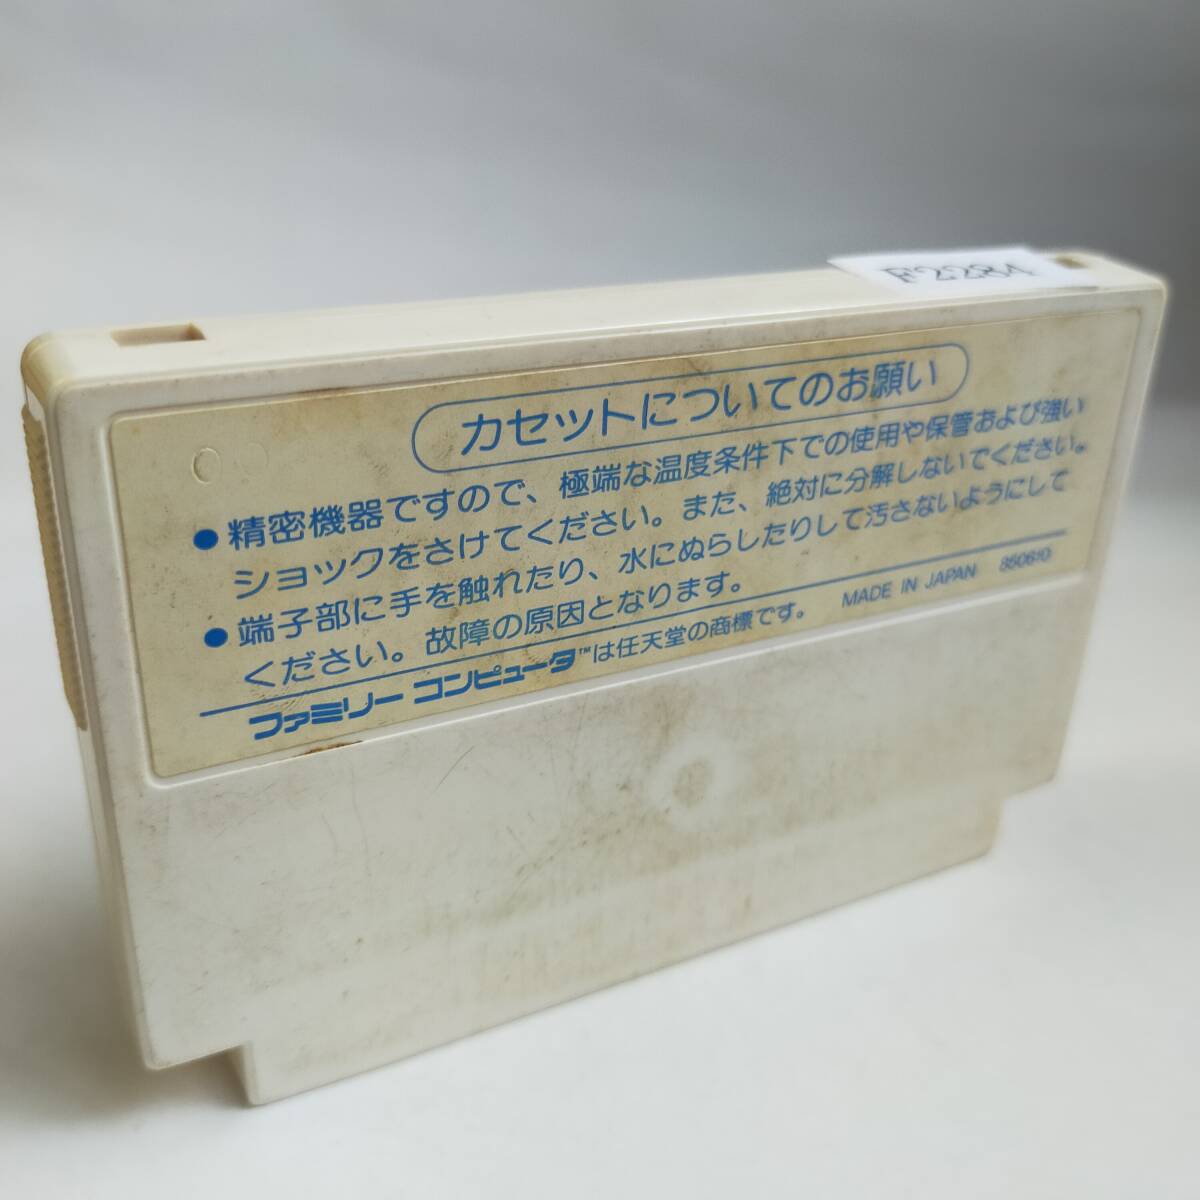 F2284
カセットについてのお願い
●精密機器ですので、極端な温度条件下での使用や保管および強い
ショックをさけてください。また、絶対に分解しないでください。
●端子部に手を触れたり、水にぬらしたりして汚さないようにして
ください。故障の原因となります。
ファミリーコンピュータ™は任天堂の商標です。 MADE IN JAPAN 850610